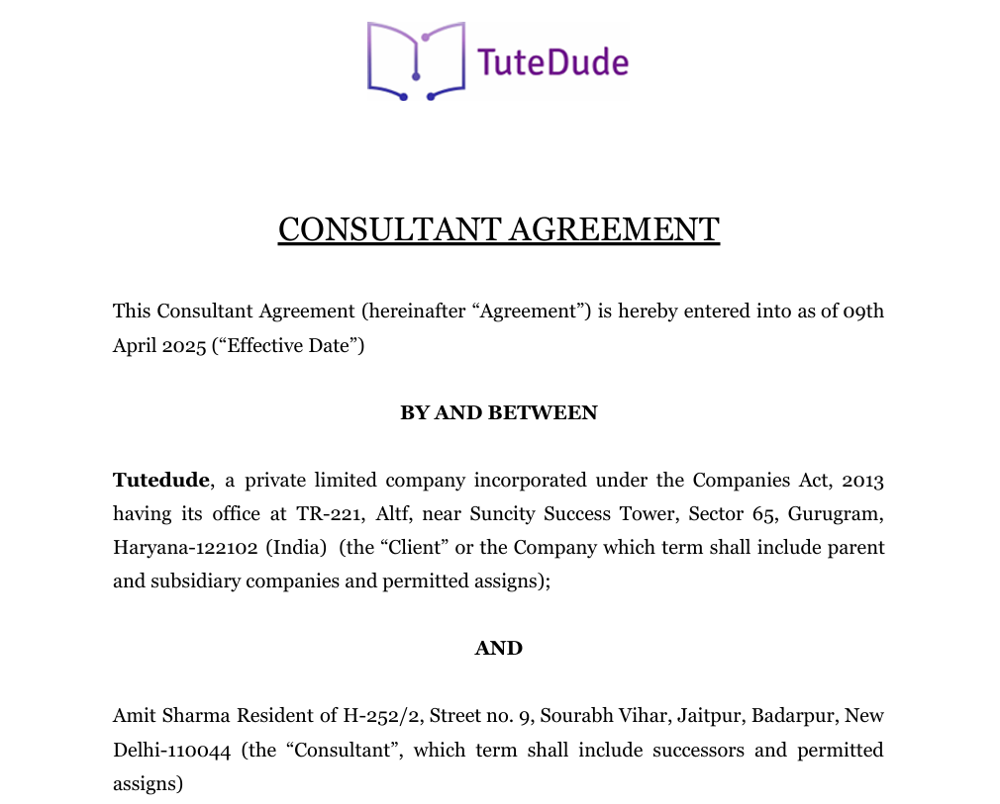 TuteDude
CONSULTANT AGREEMENT
This Consultant Agreement (hereinafter “Agreement”) is hereby entered into as of 09th
April 2025 (“Effective Date”)
BY AND BETWEEN
Tutedude, a private limited company incorporated under the Companies Act, 2013
having its office at TR-221, Altf, near Suncity Success Tower, Sector 65, Gurugram,
Haryana-122102 (India)  (the “Client” or the Company which term shall include parent
and subsidiary companies and permitted assigns);
AND
Amit Sharma Resident of H-252/2, Street no. 9, Sourabh Vihar, Jaitpur, Badarpur, New
Delhi-110044 (the “Consultant”, which term shall include successors and permitted
assigns)